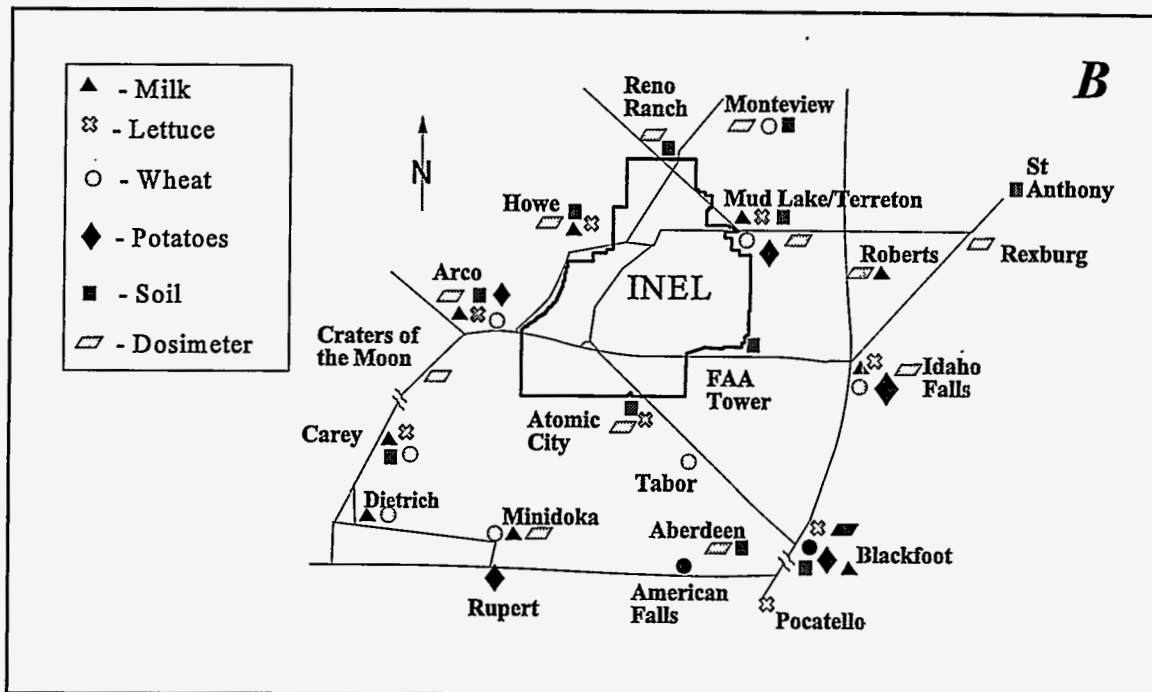 B
- Milk
- Lettuce
- Wheat
- Potatoes
- Soil
- Dosimeter
N
Reno
Ranch
Monteview
St
Anthony
Howe
Mud Lake/Terreton
Rexburg
Roberts
Arco
INEL
Craters of
the Moon
FAA
Tower
Idaho
Falls
Atomic
City
Carey
Tabor
Dietrich
Minidoka
Aberdeen
Blackfoot
American
Falls
Rupert
Pocatello